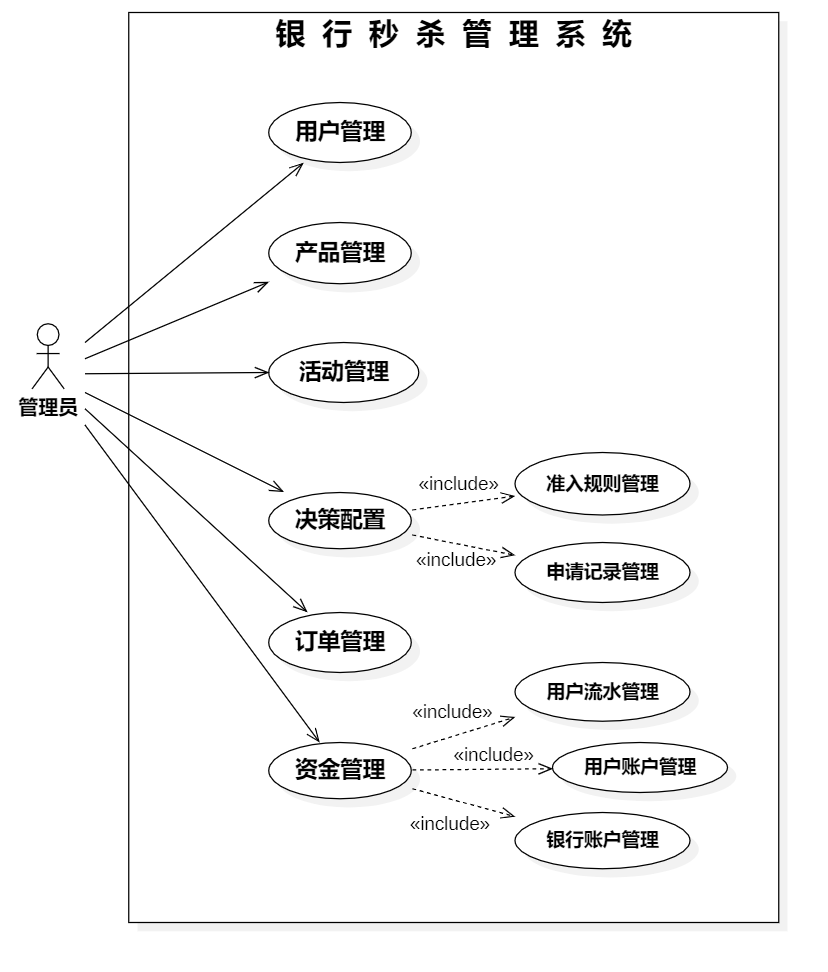 银行秒杀管理系统
用户管理
产品管理
活动管理
管理员
决策配置
«include»
准入规则管理
«include»
申请记录管理
订单管理
资金管理
«include»
用户流水管理
«include»
用户账户管理
«include»
银行账户管理